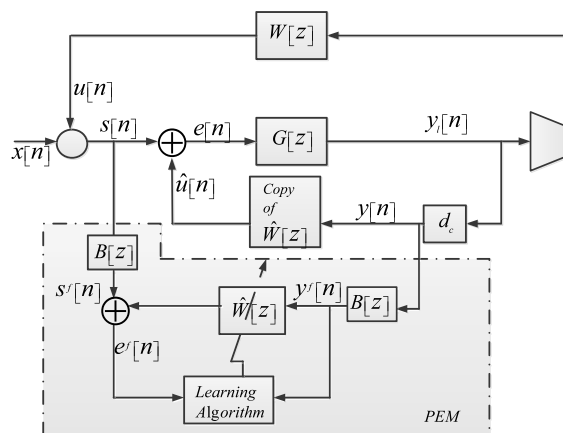 W[z]
u[n]
s[n]
e[n]
G[z]
y_l[n]
x[n]
û[n]
Copy
of
Ŵ[z]
y[n]
d_c
B[z]
s^f[n]
Ŵ[z]
y^f[n]
B[z]
e^f[n]
Learning
Algorithm
PEM